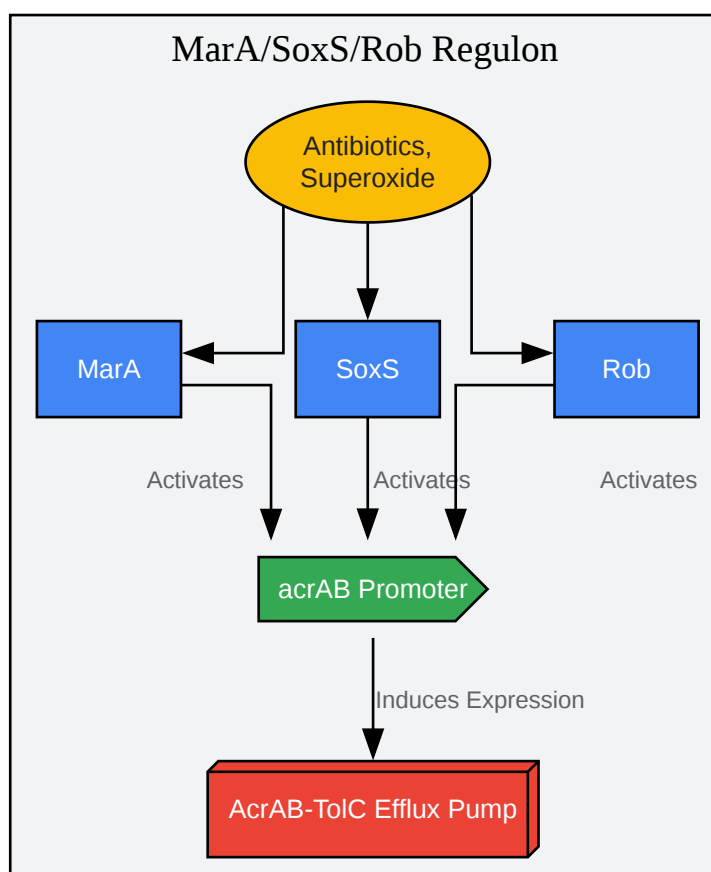 MarA/SoxS/Rob Regulon
Antibiotics,
Superoxide
MarA
SoxS
Rob
Activates
Activates
Activates
acrAB Promoter
Induces Expression
AcrAB-TolC Efflux Pump